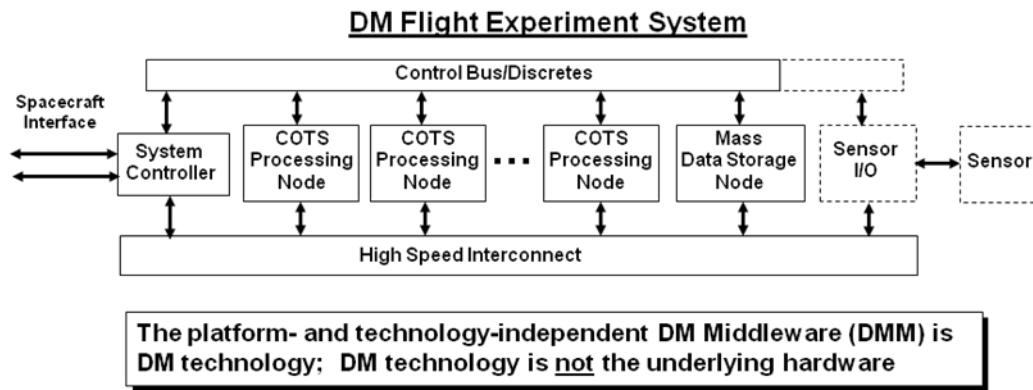 DM Flight Experiment System
Control Bus/Discretes
Spacecraft
Interface
System
Controller
COTS
Processing
Node
COTS
Processing
Node
...
COTS
Processing
Node
Mass
Data Storage
Node
Sensor
I/O
Sensor
High Speed Interconnect
The platform- and technology-independent DM Middleware (DMM) is
DM technology; DM technology is not the underlying hardware